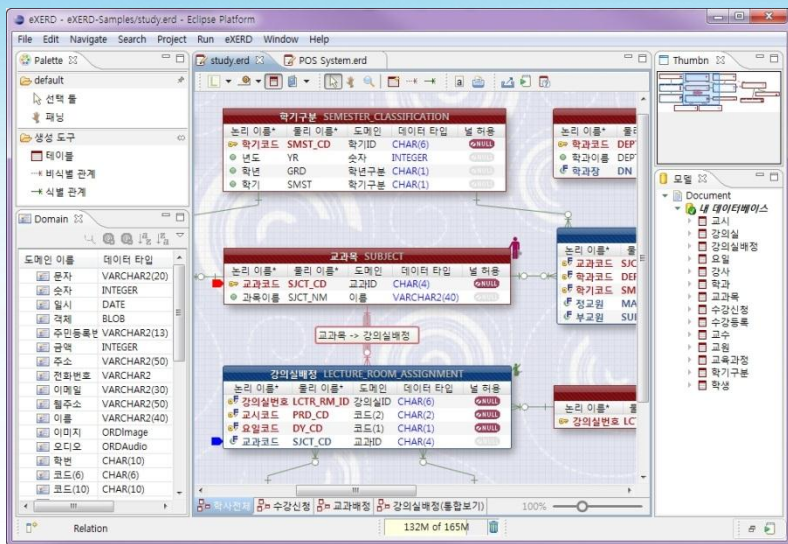 eXERD - eXERD-Samples/study.erd - Eclipse Platform
File Edit Navigate Search Project Run eXERD Window Help
Palette
default
선택 툴
패닝
생성 도구
테이블
비식별 관계
식별 관계
Domain
도메인 이름 데이터 타입
문자 VARCHAR2(20)
숫자 INTEGER
일시 DATE
객체 BLOB
주민등록번 VARCHAR2(13)
금액 INTEGER
주소 VARCHAR2(50)
전화번호 VARCHAR2
이메일 VARCHAR2(30)
웹주소 VARCHAR2(50)
이름 VARCHAR2(40)
이미지 ORDImage
오디오 ORDAudio
학번 CHAR(10)
코드(6) CHAR(6)
코드(10) CHAR(10)
study.erd POS System.erd
학기구분 SEMESTER_CLASSIFICATION
논리 이름* 물리 이름* 도메인 데이터 타입 널 허용
학기코드 SMST_CD 학기ID CHAR(6) NULL
년도 YR 숫자 INTEGER NULL
학년 GRD 학년구분 CHAR(1) NULL
학기 SMST 학기구분 CHAR(1) NULL
논리 이름* 물리
학과코드 DEPT
학과이름 DEPT
학과장 DN
교과목 SUBJECT
논리 이름* 물리 이름* 도메인 데이터 타입 널 허용
교과코드 SJCT_CD 교과ID CHAR(4) NULL
과목이름 SJCT_NM 이름 VARCHAR2(40) NULL
논리 이름*
교과코드 SJC
학과코드 DEP
학기코드 SM
정교원 MA
부교원 SUI
교과목 -> 강의실배정
강의실배정 LECTURE_ROOM_ASSIGNMENT
논리 이름* 물리 이름* 도메인 데이터 타입 널 허용
강의실번호 LCTR_RM_ID 강의실ID CHAR(6) NULL
교시코드 PRD_CD 코드(2) CHAR(2) NULL
요일코드 DY_CD 코드(1) CHAR(1) NULL
교과코드 SJCT_CD 교과ID CHAR(4) NULL
논리 이름*
강의실번호 LCT
학사전체 수강신청 교과배정 강의실배정(통합보기) 100%
Thumbn
모델
Document
내 데이터베이스
교시
강의실
강의실배정
요일
강사
학과
교과목
수강신청
수강등록
교수
교원
교육과정
학기구분
학생
Relation 132M of 165M